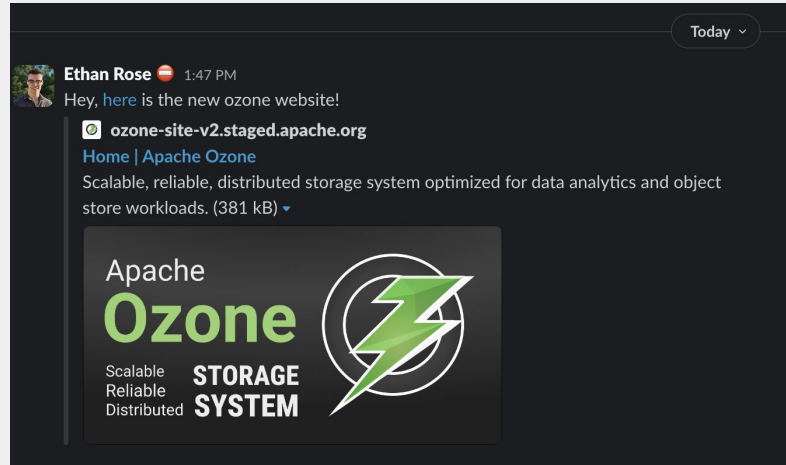 Today
Ethan Rose 1:47 PM
Hey, here is the new ozone website!
ozone-site-v2.staged.apache.org
Home | Apache Ozone
Scalable, reliable, distributed storage system optimized for data analytics and object
store workloads. (381 kB)
Apache
Ozone
Scalable
Reliable
Distributed
STORAGE
SYSTEM